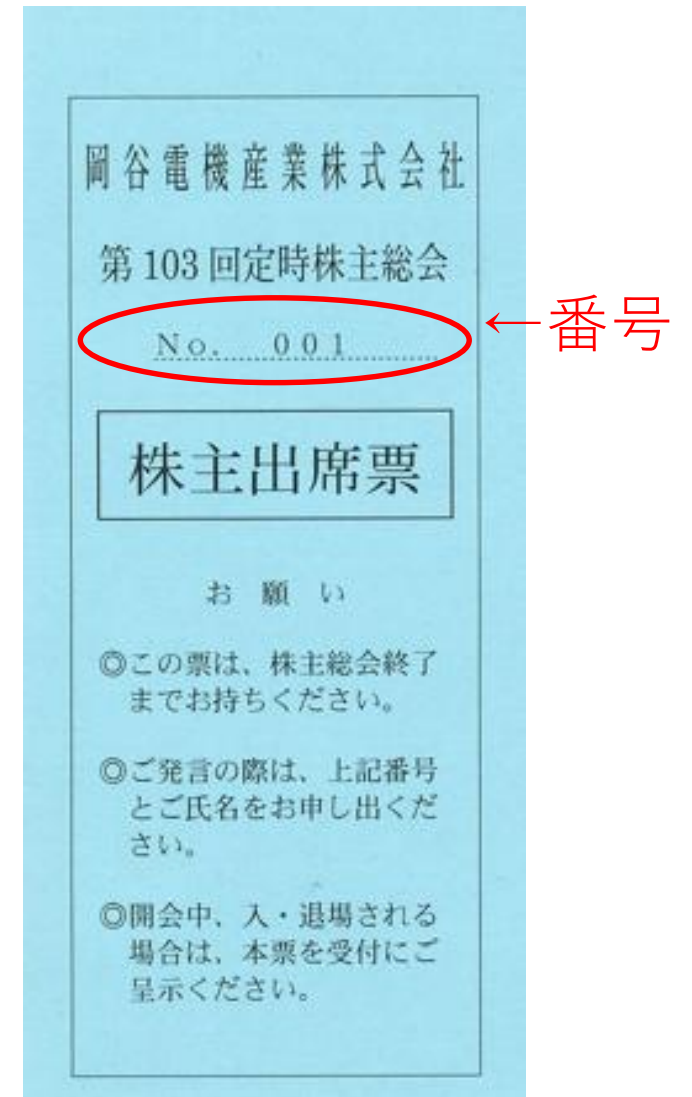 岡谷電機産業株式会社
第103回定時株主総会
No. 001
←番号
株主出席票
お願い
◎この票は、株主総会終了
までお持ちください。
◎ご発言の際は、上記番号
とご氏名をお申し出くだ
さい。
◎開会中、入・退場される
場合は、本票を受付にご
呈示ください。